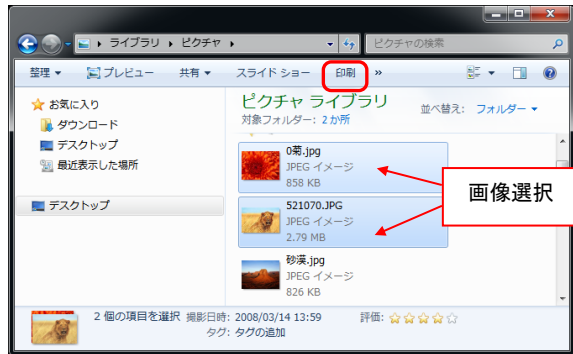 ライブラリ ▸ ピクチャ ▸ ピクチャの検索
整理 ▼ プレビュー 共有 ▼ スライド ショー 印刷 »
お気に入り
ダウンロード
デスクトップ
最近表示した場所
デスクトップ
ピクチャ ライブラリ
対象フォルダー: 2 か所
並べ替え: フォルダー ▼
0菊.jpg
JPEG イメージ
858 KB
521070.JPG
JPEG イメージ
2.79 MB
砂漠.jpg
JPEG イメージ
826 KB
画像選択
2 個の項目を選択 撮影日時: 2008/03/14 13:59 評価:
タグ: タグの追加